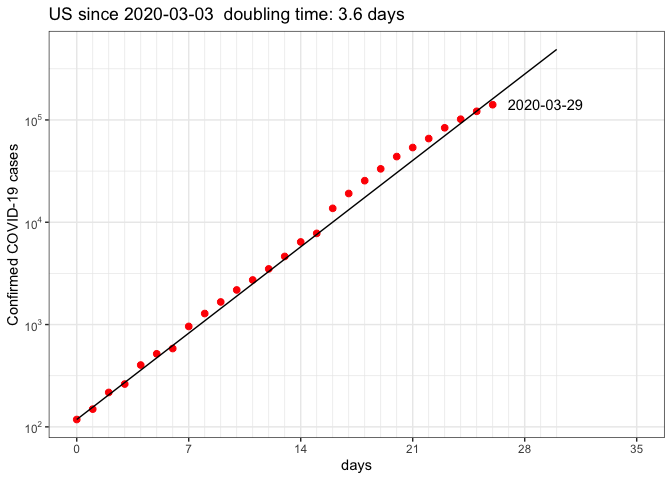 US since 2020-03-03  doubling time: 3.6 days
Confirmed COVID-19 cases
10^5
10^4
10^3
10^2
2020-03-29
0 7 14 21 28 35
days